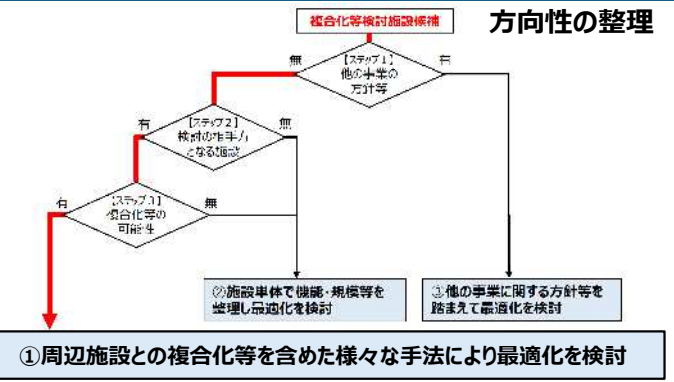 方向性の整理
複合化等検討施設候補
無
【ステップ1】
他の事業の
方針等
有
有
【ステップ2】
検討の相手方
となる施設
無
有
【ステップ3】
複合化等の
可能性
無
②施設単体で機能・規模等を
整理し最適化を検討
③他の事業に関する方針等を
踏まえて最適化を検討
①周辺施設との複合化等を含めた様々な手法により最適化を検討